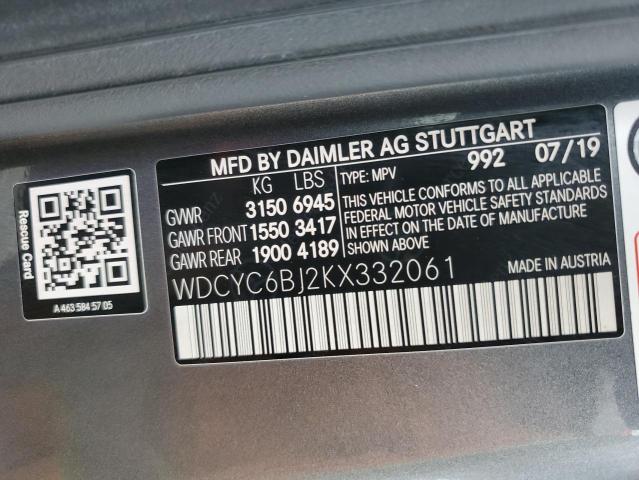 MFD BY DAIMLER AG STUTTGART
KG LBS TYPE: MPV 992 07/19
GVWR 3150 6945
GAWR FRONT 1550 3417
GAWR REAR 1900 4189
THIS VEHICLE CONFORMS TO ALL APPLICABLE
FEDERAL MOTOR VEHICLE SAFETY STANDARDS
IN EFFECT ON THE DATE OF MANUFACTURE
SHOWN ABOVE
WDCYC6BJ2KX332061
MADE IN AUSTRIA
Rescue Card
A 463 584 57 05